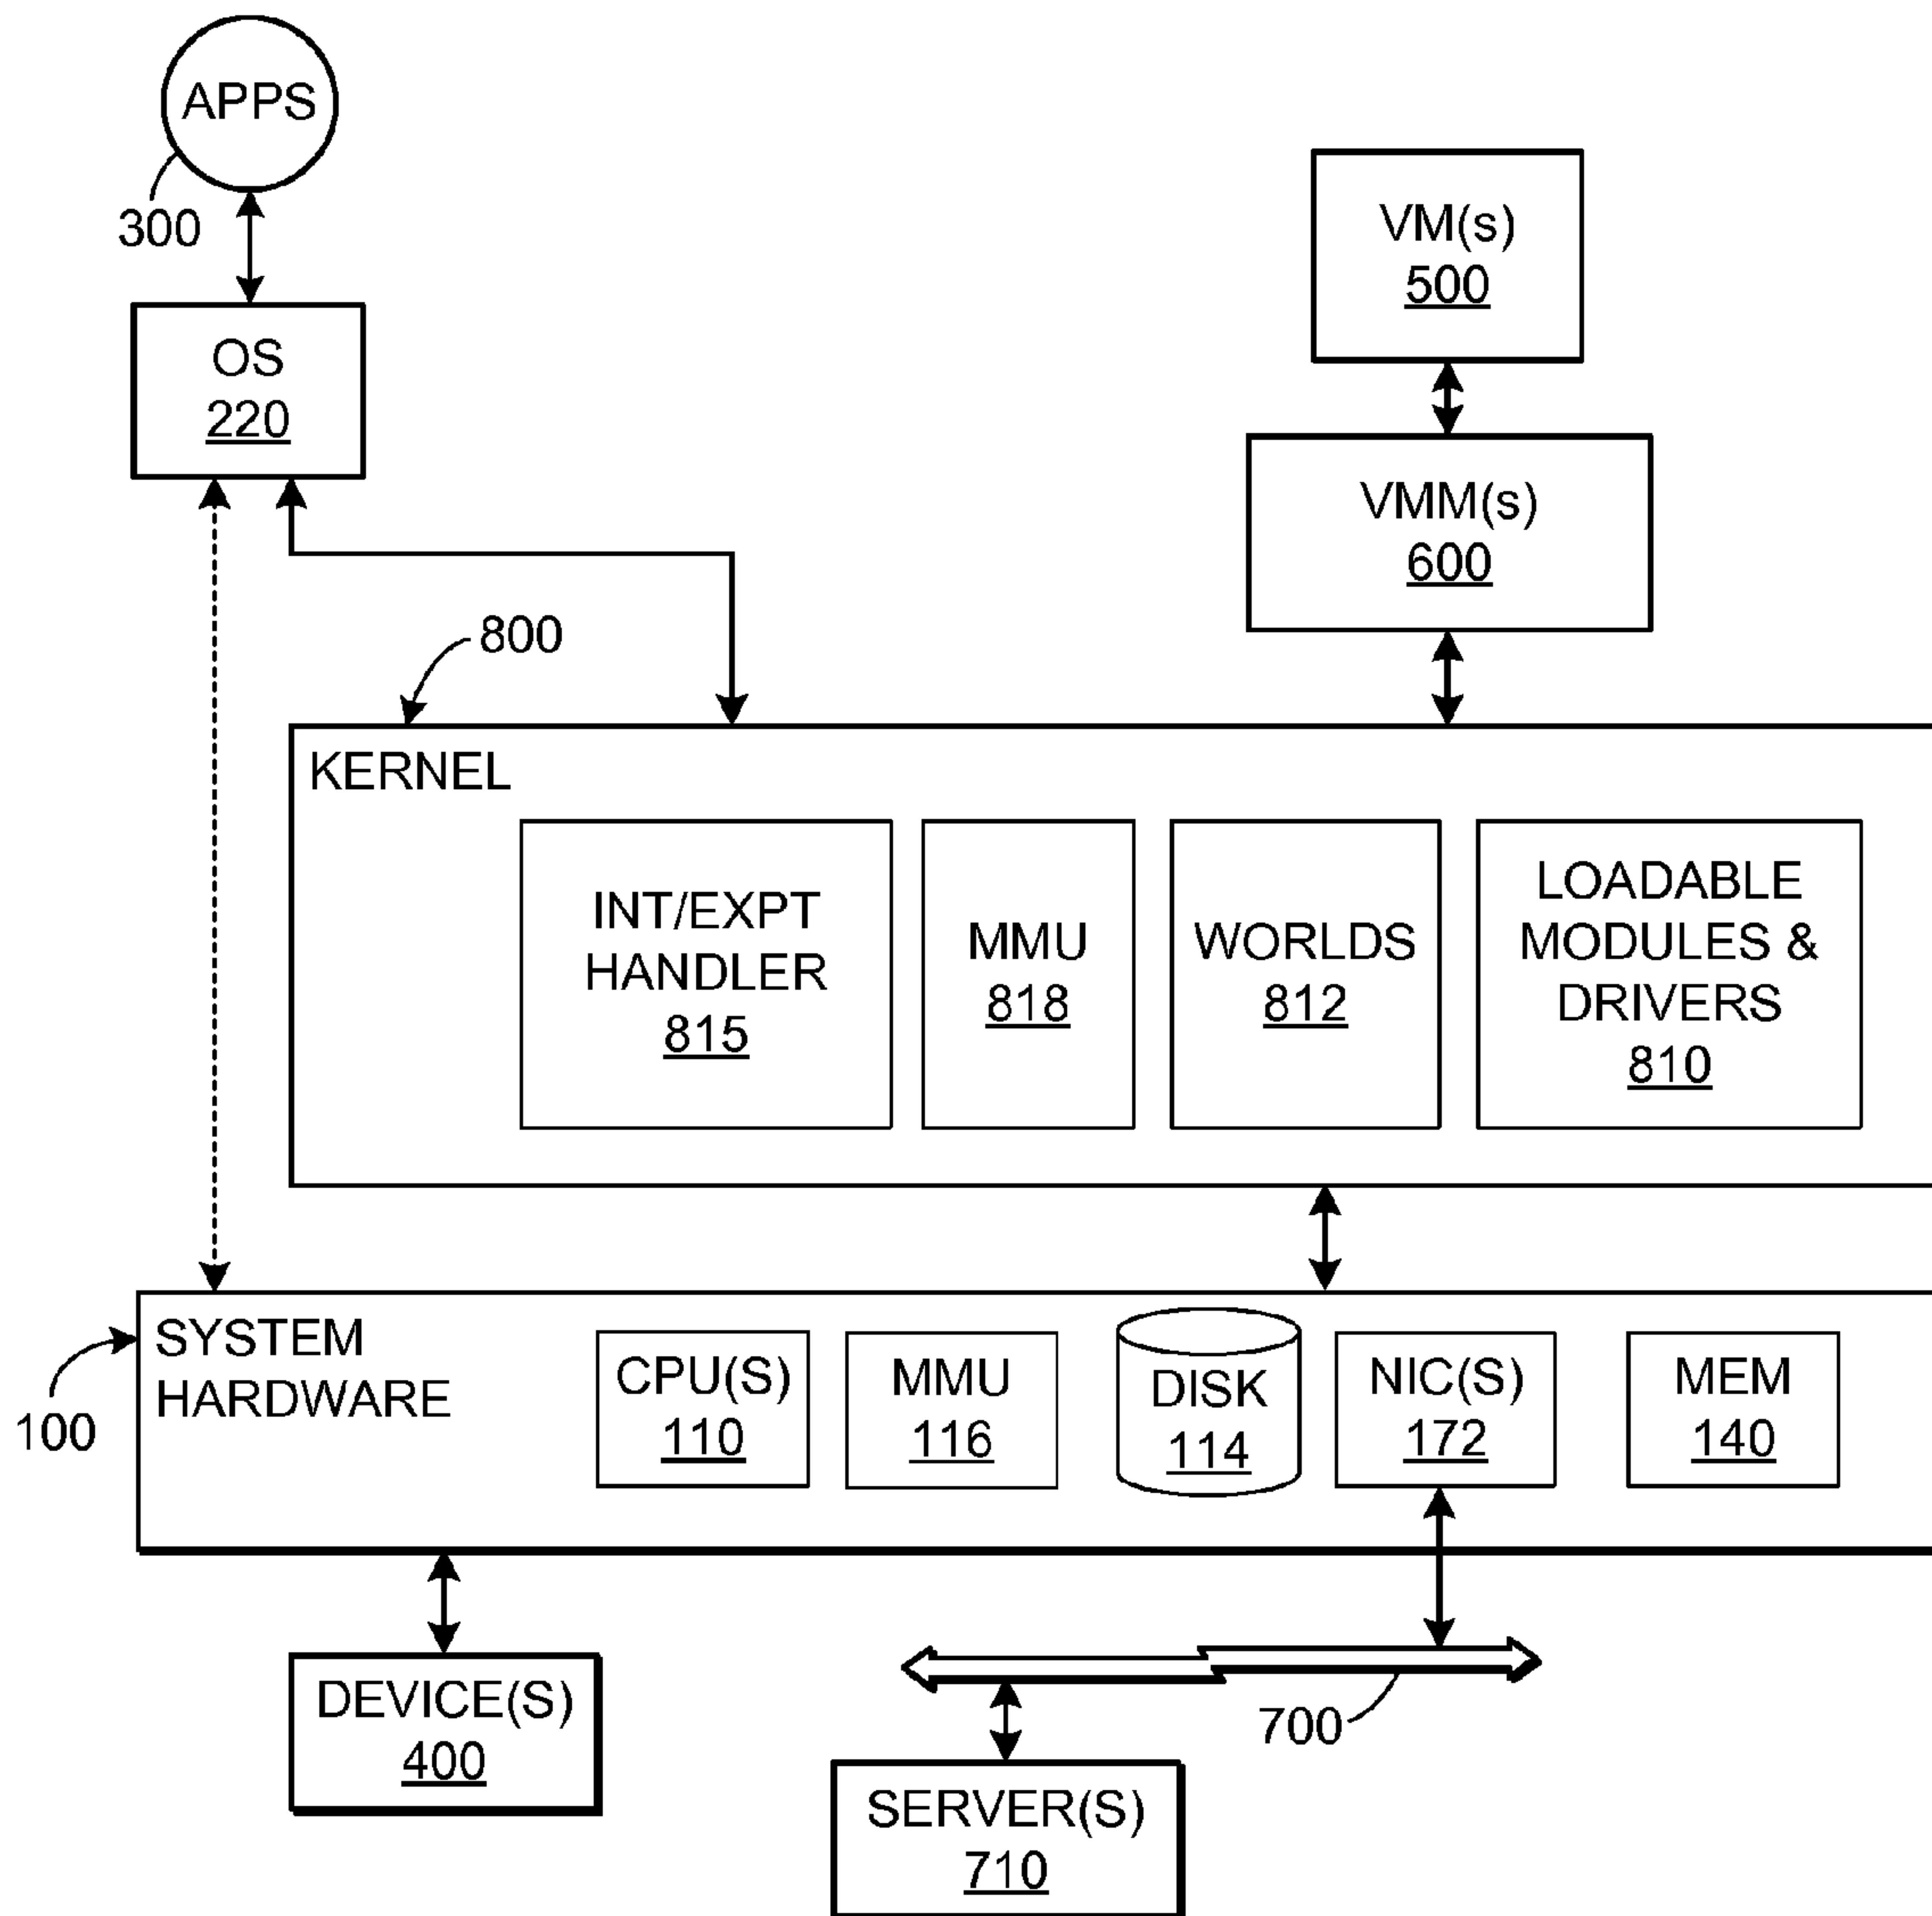 APPS
300
VM(s)
500
OS
220
VMM(s)
600
800
KERNEL
INT/EXPT
HANDLER
815
MMU
818
WORLDS
812
LOADABLE
MODULES &
DRIVERS
810
100
SYSTEM
HARDWARE
CPU(S)
110
MMU
116
DISK
114
NIC(S)
172
MEM
140
DEVICE(S)
400
700
SERVER(S)
710